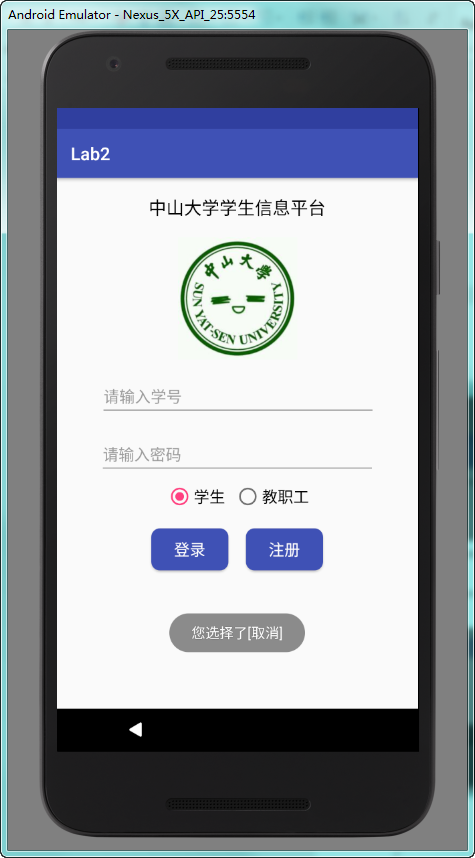 Android Emulator - Nexus_5X_API_25:5554
Lab2
中山大学学生信息平台
中山大学
SUN YAT-SEN UNIVERSITY
请输入学号
请输入密码
学生 教职工
登录 注册
您选择了[取消]